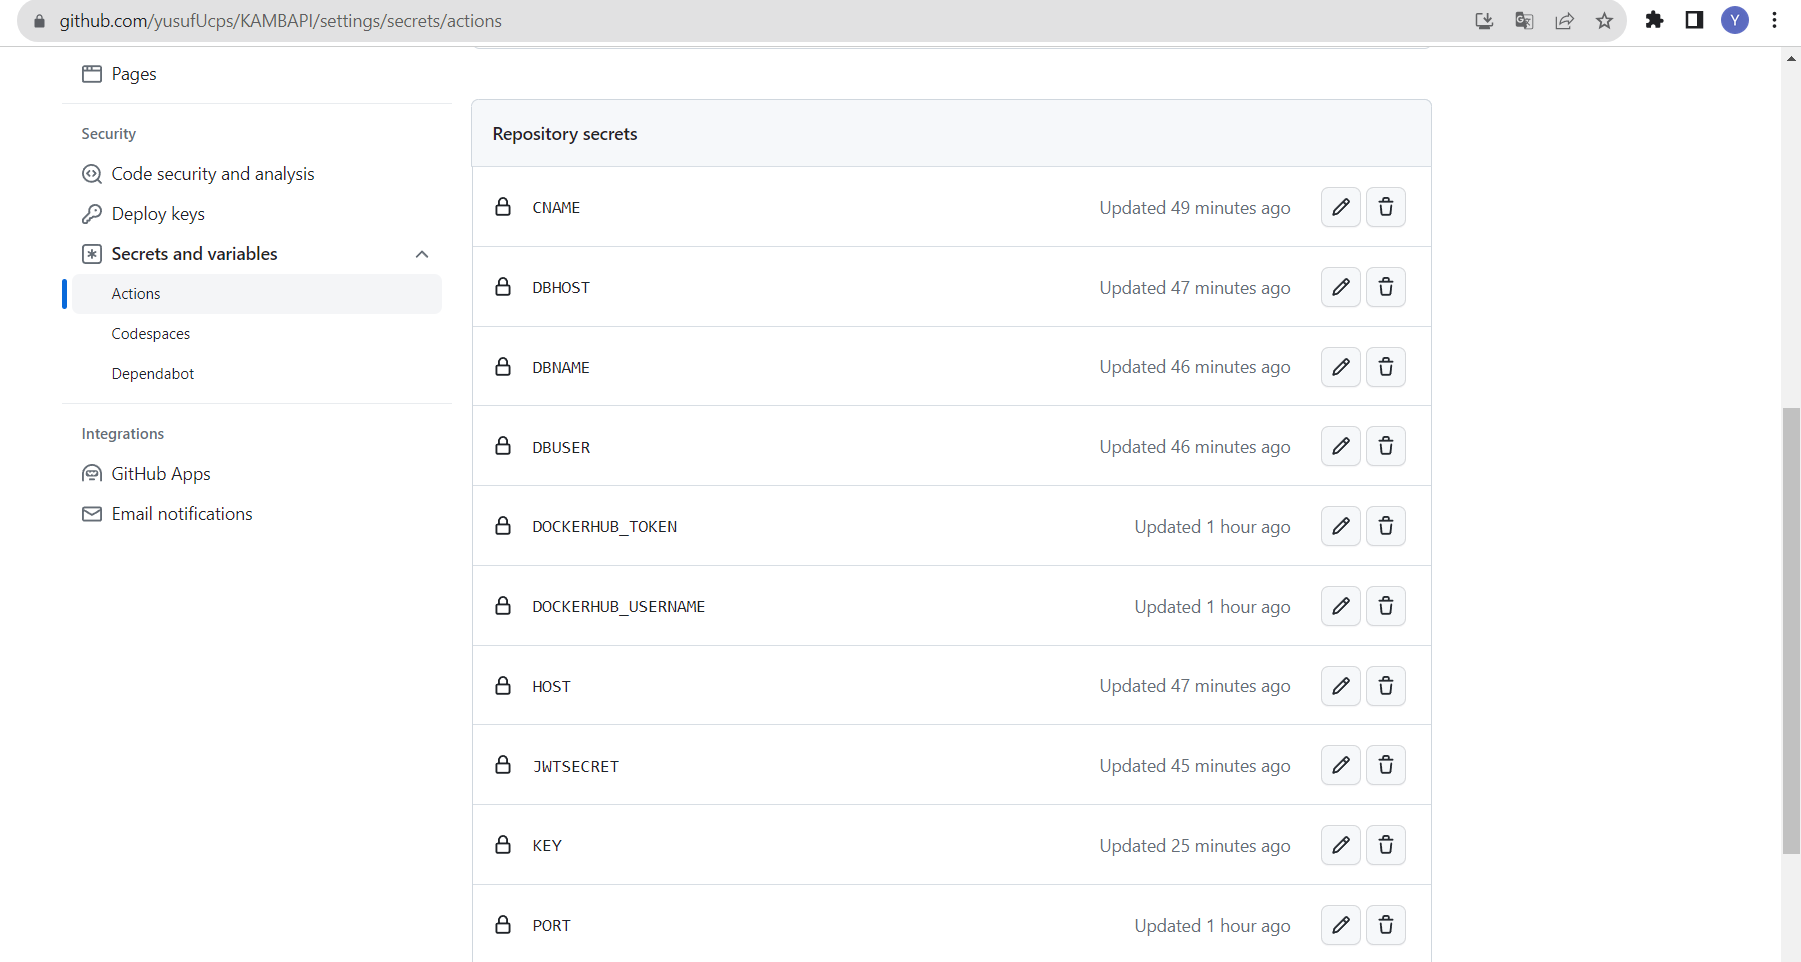 github.com/yusufUcps/KAMBAPI/settings/secrets/actions
Y
Pages
Security
Code security and analysis
Deploy keys
Secrets and variables
Actions
Codespaces
Dependabot
Integrations
GitHub Apps
Email notifications
Repository secrets
CNAME Updated 49 minutes ago
DBHOST Updated 47 minutes ago
DBNAME Updated 46 minutes ago
DBUSER Updated 46 minutes ago
DOCKERHUB_TOKEN Updated 1 hour ago
DOCKERHUB_USERNAME Updated 1 hour ago
HOST Updated 47 minutes ago
JWTSECRET Updated 45 minutes ago
KEY Updated 25 minutes ago
PORT Updated 1 hour ago